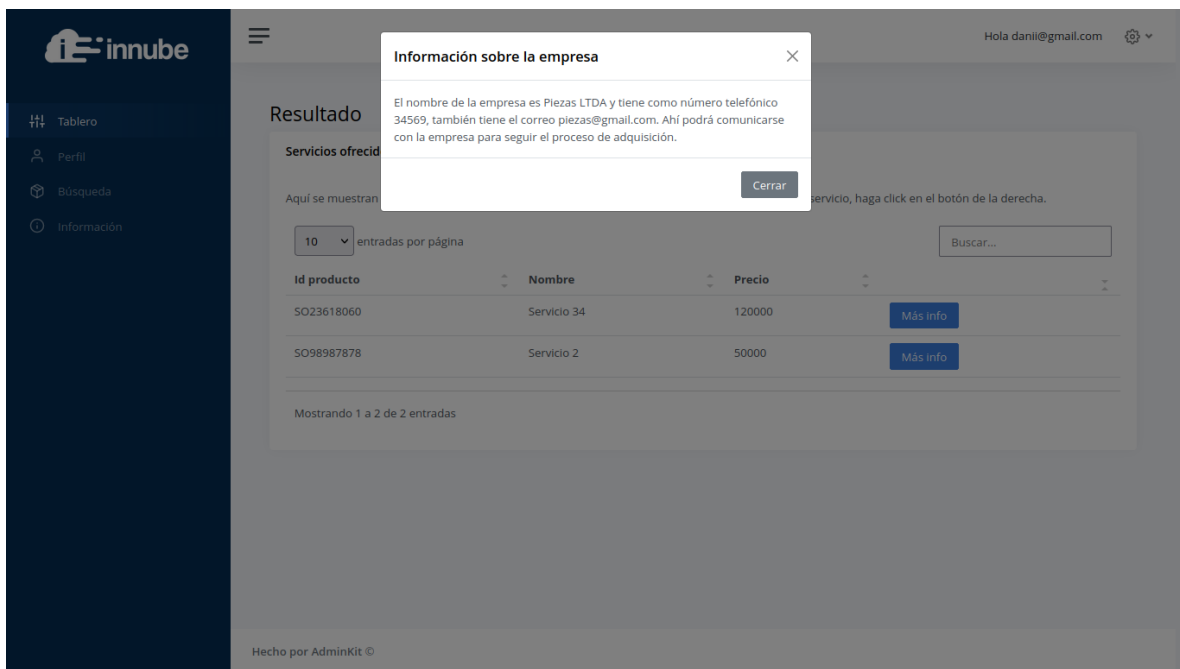 innube
Hola danii@gmail.com
Tablero
Perfil
Búsqueda
Información
Información sobre la empresa
El nombre de la empresa es Piezas LTDA y tiene como número telefónico
34569, también tiene el correo piezas@gmail.com. Ahí podrá comunicarse
con la empresa para seguir el proceso de adquisición.
Cerrar
Resultado
Servicios ofrecid
Aquí se muestran servicio, haga click en el botón de la derecha.
10 entradas por página Buscar...
Id producto Nombre Precio
SO23618060 Servicio 34 120000 Más info
SO98987878 Servicio 2 50000 Más info
Mostrando 1 a 2 de 2 entradas
Hecho por AdminKit ©